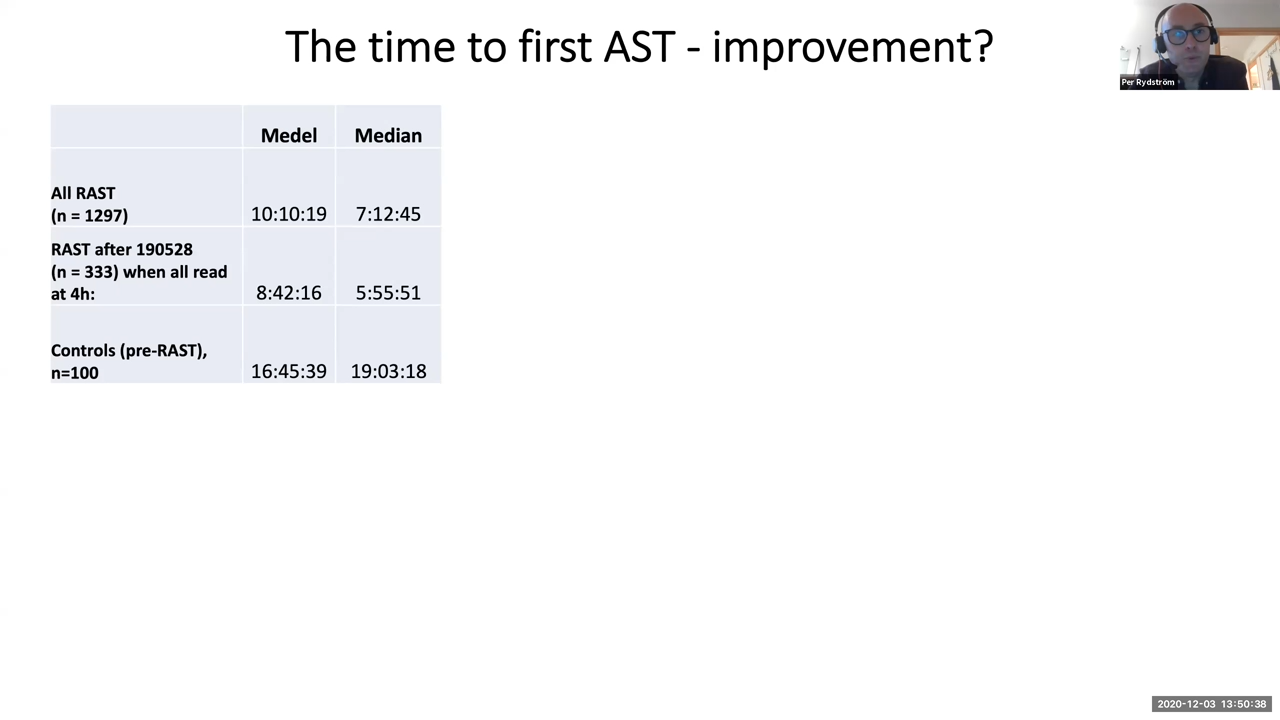 The time to first AST - improvement?
Per Rydström
Medel Median
All RAST
(n = 1297) 10:10:19 7:12:45
RAST after 190528
(n = 333) when all read
at 4h: 8:42:16 5:55:51
Controls (pre-RAST),
n=100 16:45:39 19:03:18
2020-12-03 13:50:38